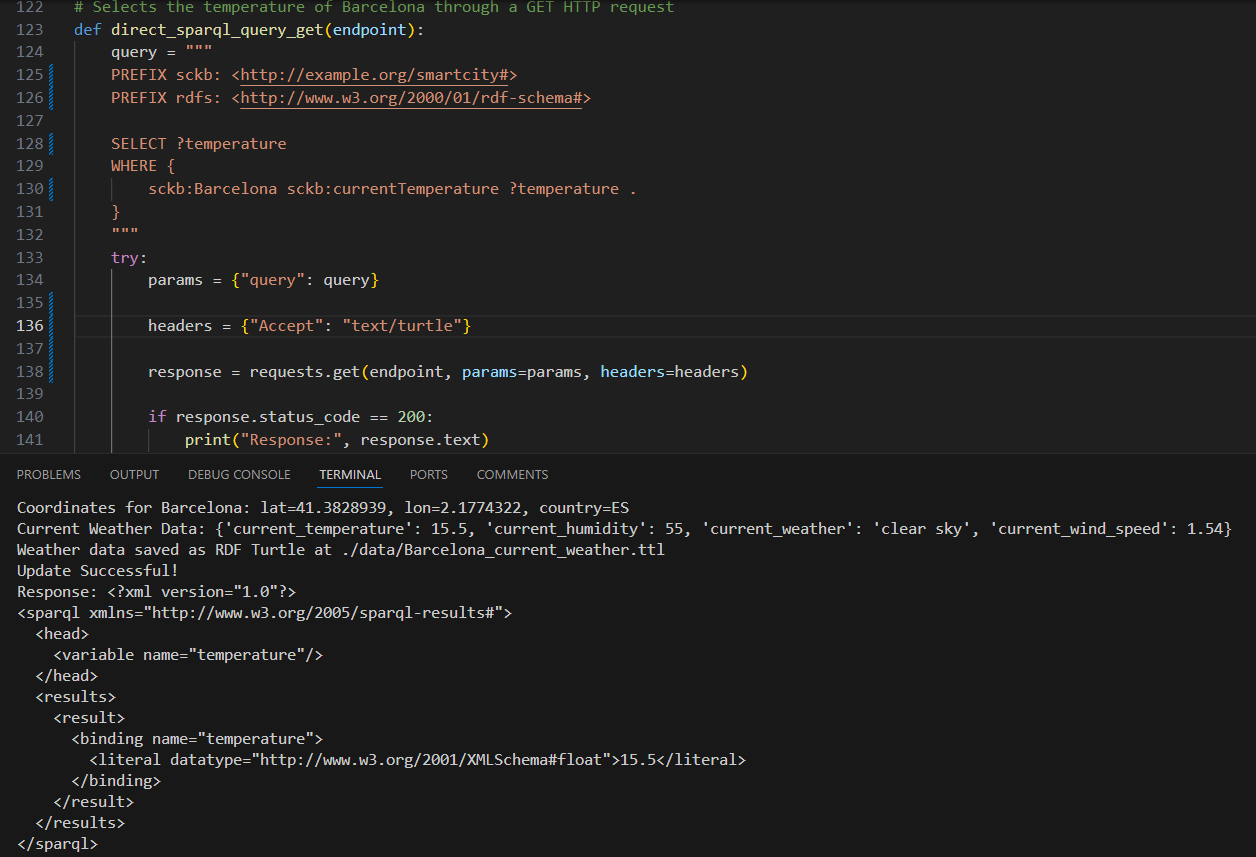 122 # Selects the temperature of Barcelona through a GET HTTP request
123 def direct_sparql_query_get(endpoint):
124     query = """
125     PREFIX sckb: <http://example.org/smartcity#>
126     PREFIX rdfs: <http://www.w3.org/2000/01/rdf-schema#>
127
128     SELECT ?temperature
129     WHERE {
130         sckb:Barcelona sckb:currentTemperature ?temperature .
131     }
132     """
133     try:
134         params = {"query": query}
135
136         headers = {"Accept": "text/turtle"}
137
138         response = requests.get(endpoint, params=params, headers=headers)
139
140         if response.status_code == 200:
141             print("Response:", response.text)
PROBLEMS OUTPUT DEBUG CONSOLE TERMINAL PORTS COMMENTS
Coordinates for Barcelona: lat=41.3828939, lon=2.1774322, country=ES
Current Weather Data: {'current_temperature': 15.5, 'current_humidity': 55, 'current_weather': 'clear sky', 'current_wind_speed': 1.54}
Weather data saved as RDF Turtle at ./data/Barcelona_current_weather.ttl
Update Successful!
Response: <?xml version="1.0"?>
<sparql xmlns="http://www.w3.org/2005/sparql-results#">
  <head>
    <variable name="temperature"/>
  </head>
  <results>
    <result>
      <binding name="temperature">
        <literal datatype="http://www.w3.org/2001/XMLSchema#float">15.5</literal>
      </binding>
    </result>
  </results>
</sparql>